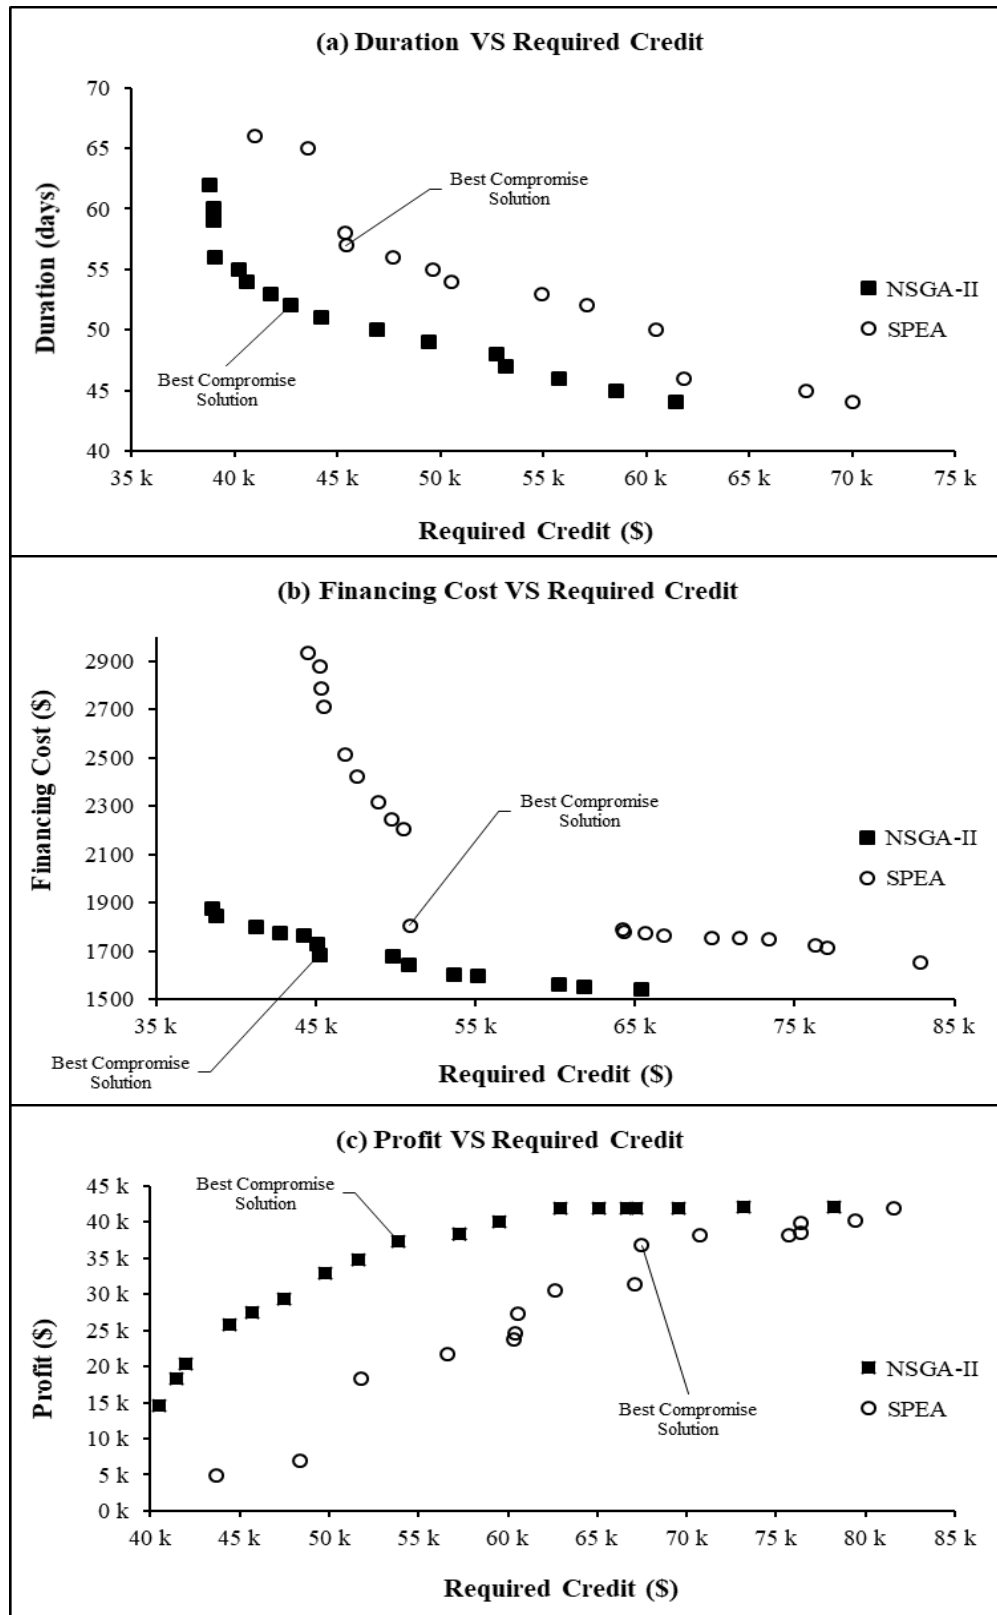 (a) Duration VS Required Credit
70
65
60
55
50
45
40
Duration (days)
Best Compromise
Solution
Best Compromise
Solution
NSGA-II
SPEA
35 k 40 k 45 k 50 k 55 k 60 k 65 k 70 k 75 k
Required Credit ($)
(b) Financing Cost VS Required Credit
2900
2700
2500
2300
2100
1900
1700
1500
Financing Cost ($)
Best Compromise
Solution
NSGA-II
SPEA
35 k 45 k 55 k 65 k 75 k 85 k
Best Compromise
Solution
Required Credit ($)
(c) Profit VS Required Credit
45 k
40 k
35 k
30 k
25 k
20 k
15 k
10 k
5 k
0 k
Profit ($)
Best Compromise
Solution
Best Compromise
Solution
NSGA-II
SPEA
40 k 45 k 50 k 55 k 60 k 65 k 70 k 75 k 80 k 85 k
Required Credit ($)